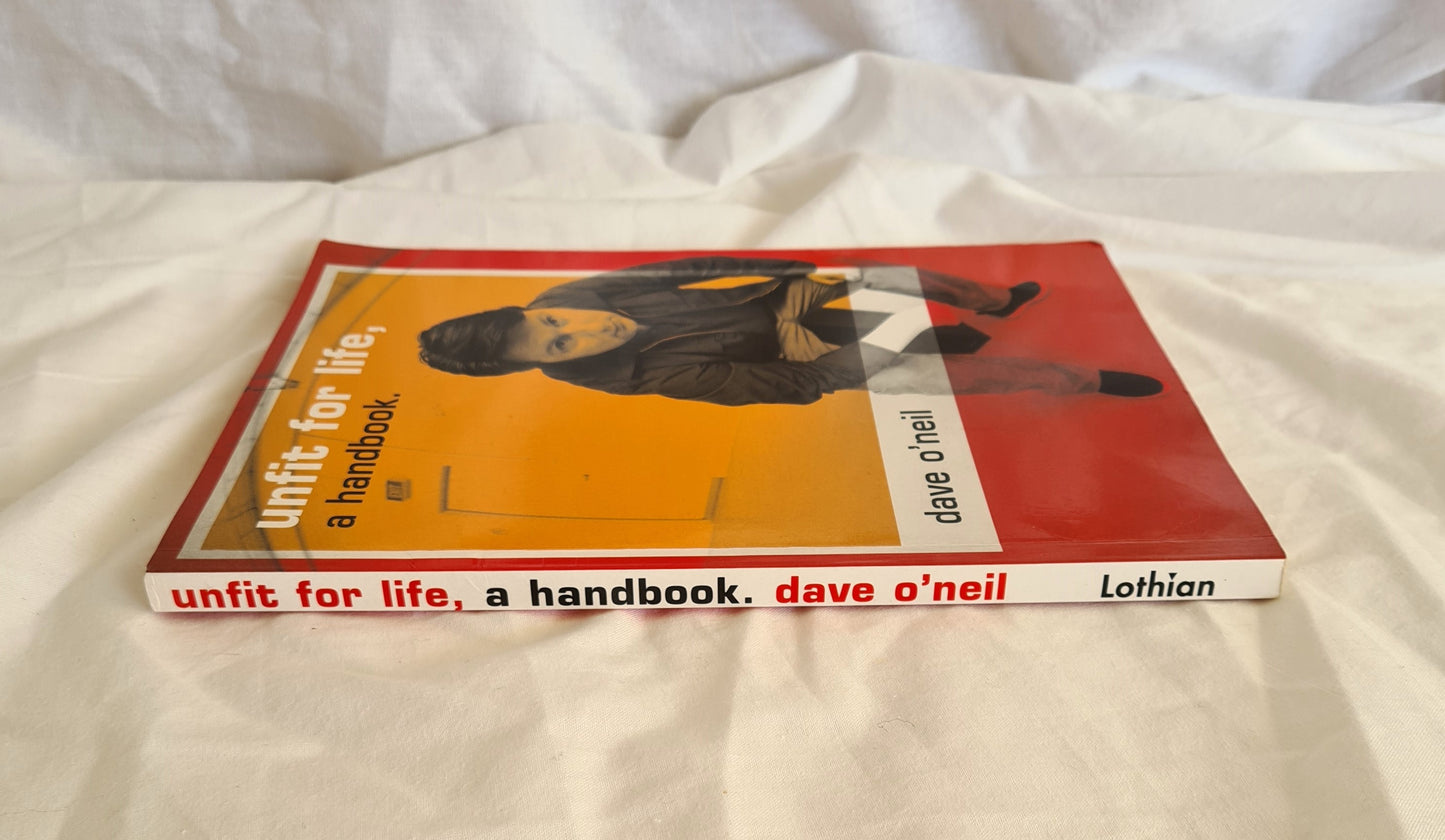 unfit for life,
a handbook.
dave o'neil
unfit for life, a handbook. dave o'neil Lothian